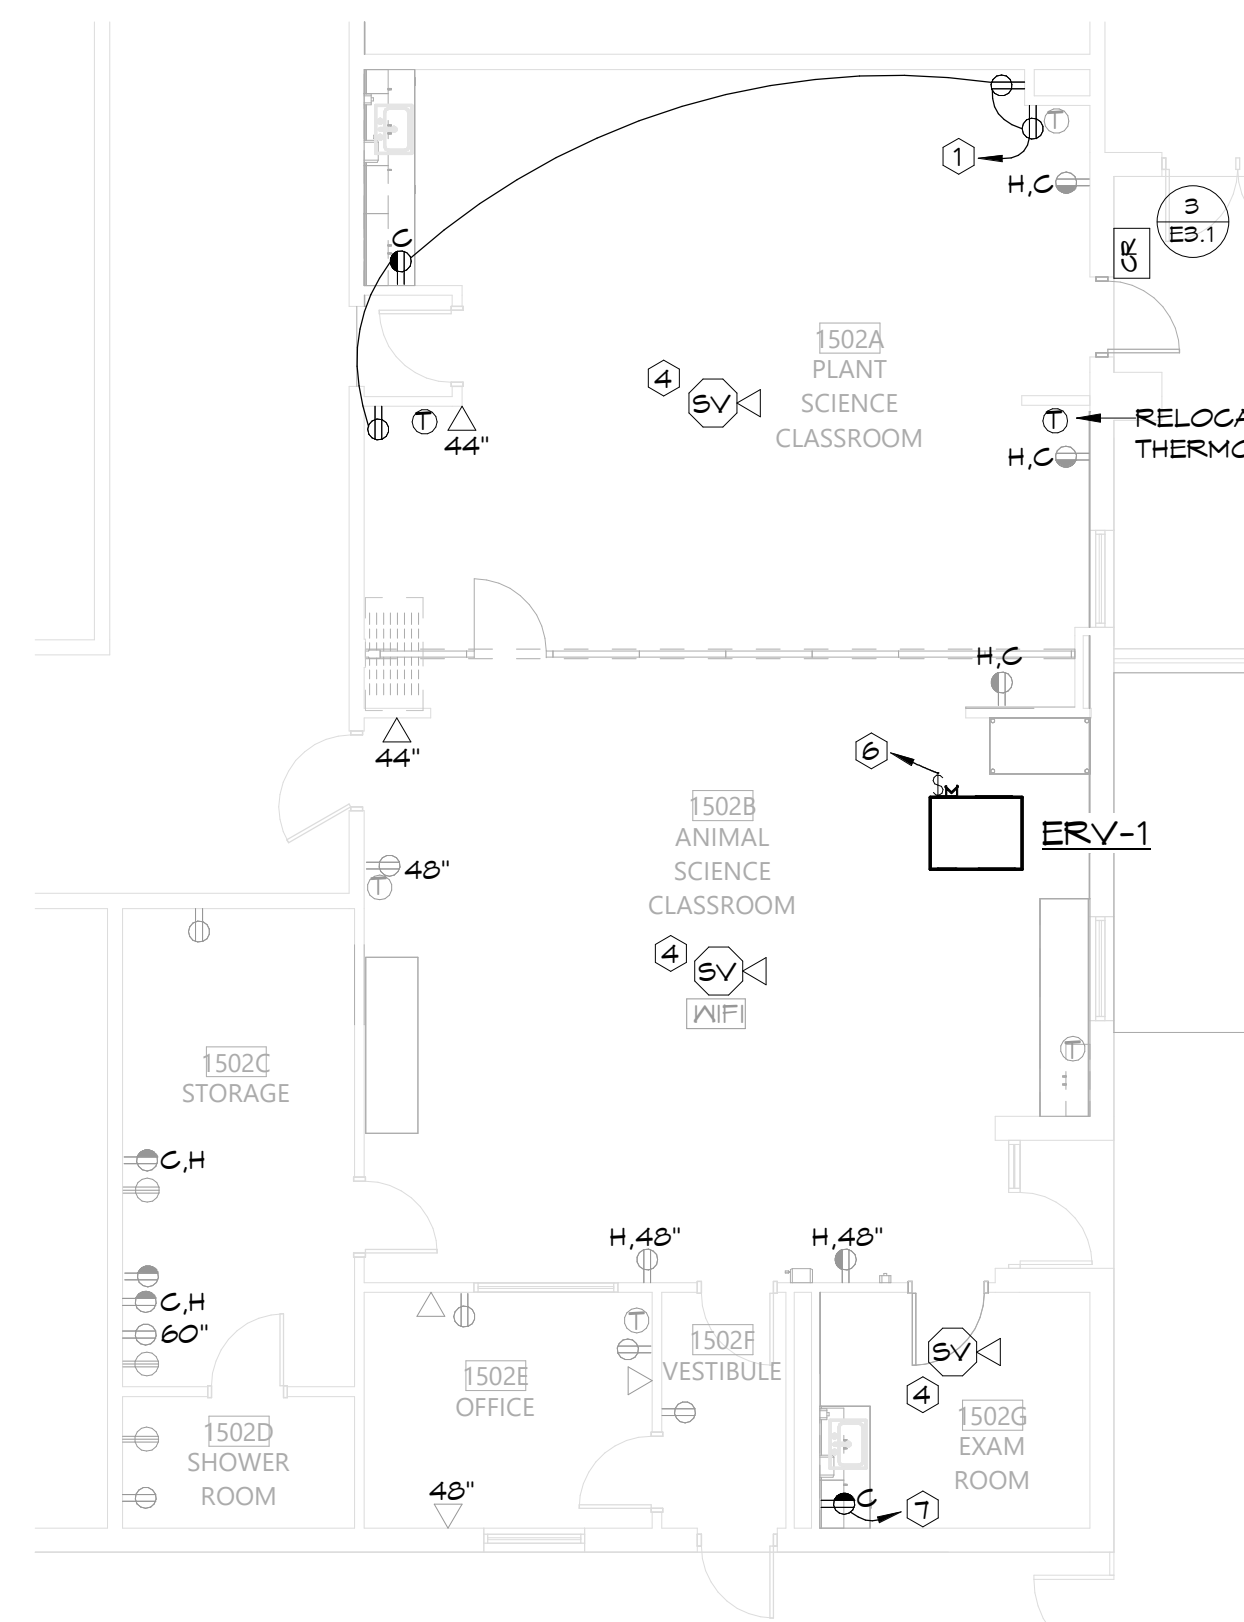 T
1
H,C
3
E3.1
CR
C
1502A
PLANT
SCIENCE
CLASSROOM
4
SV
T
44"
T
RELOCA
THERMO
H,C
H,C
44"
6
$M
ERV-1
1502B
ANIMAL
SCIENCE
CLASSROOM
48"
T
4
SV
WIFI
T
1502C
STORAGE
C,H
H,48"
H,48"
C,H
60"
T
1502F
VESTIBULE
SV
4
1502E
OFFICE
1502D
SHOWER
ROOM
1502G
EXAM
ROOM
48"
C
7